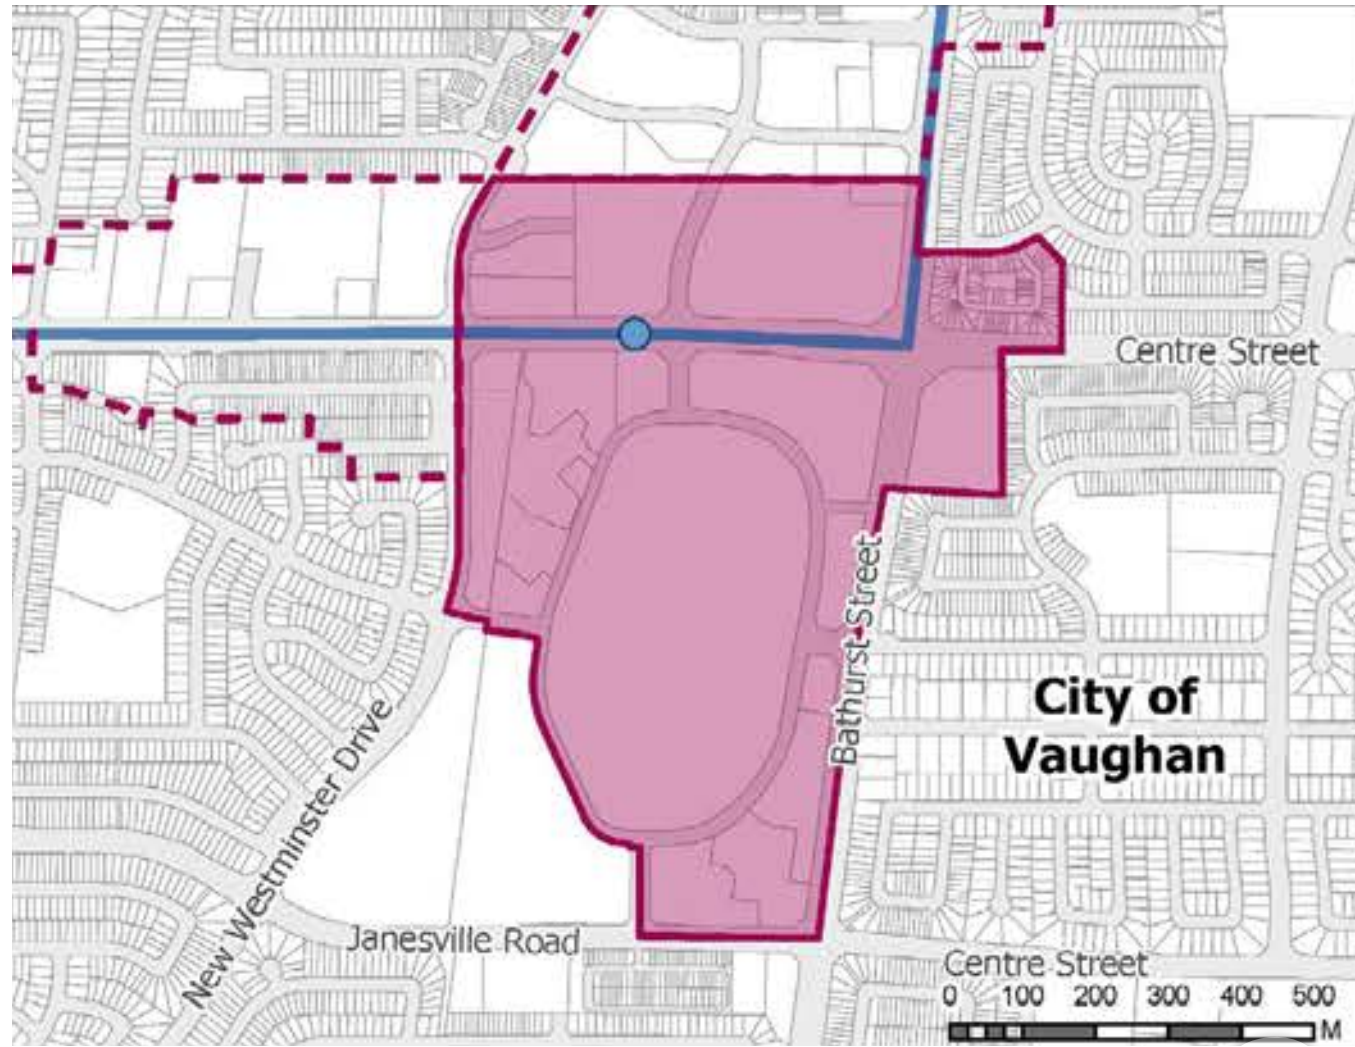 Centre Street
Bathurst Street
City of
Vaughan
New Westminster Drive
Janesville Road
Centre Street
0 100 200 300 400 500
M